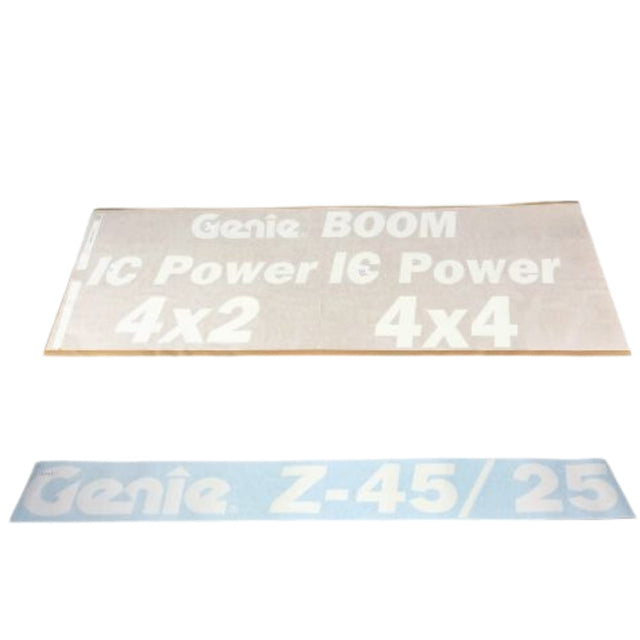 Genie BOOM
IC Power IC Power
4x2 4x4
Genie® Z-45/25